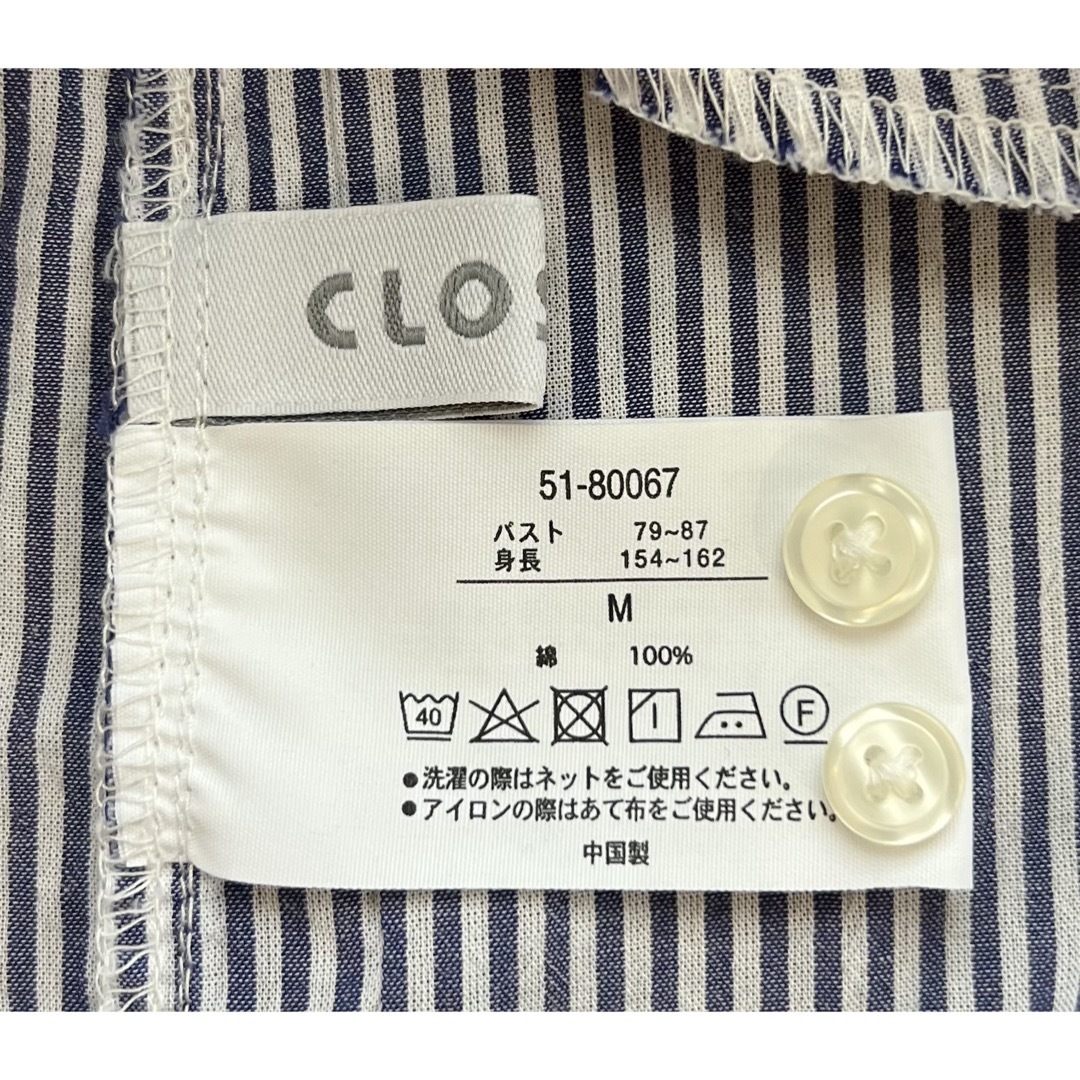 CLOS
51-80067
バスト 79~87
身長 154~162
M
綿 100%
40 F
●洗濯の際はネットをご使用ください。
●アイロンの際はあて布をご使用ください。
中国製